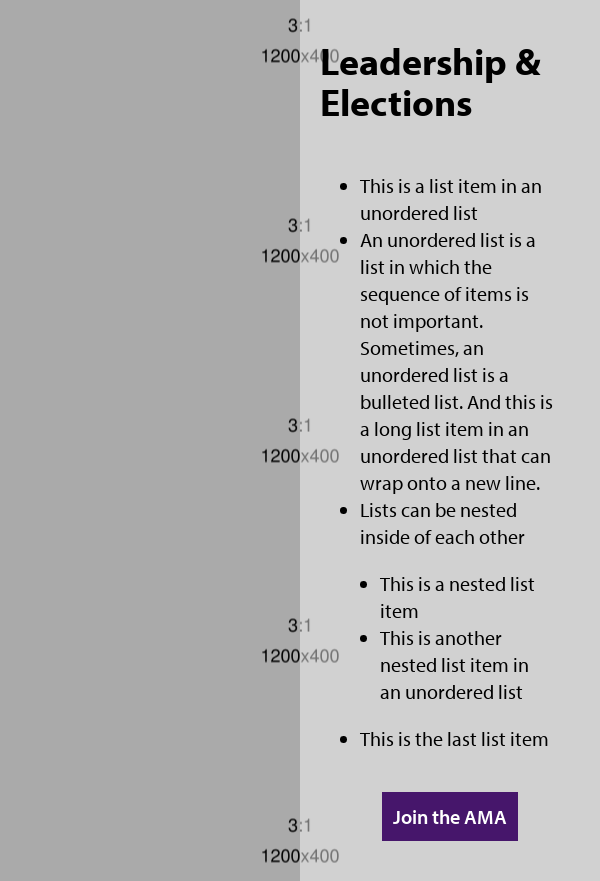 3:1
1200x400
Leadership &
Elections
This is a list item in an
unordered list
3:1
An unordered list is a
1200x400
list in which the
sequence of items is
not important.
Sometimes, an
unordered list is a
bulleted list. And this is
3:1
a long list item in an
1200x400
unordered list that can
wrap onto a new line.
Lists can be nested
inside of each other
This is a nested list
item
3:1
This is another
1200x400
nested list item in
an unordered list
This is the last list item
Join the AMA
3:1
1200x400